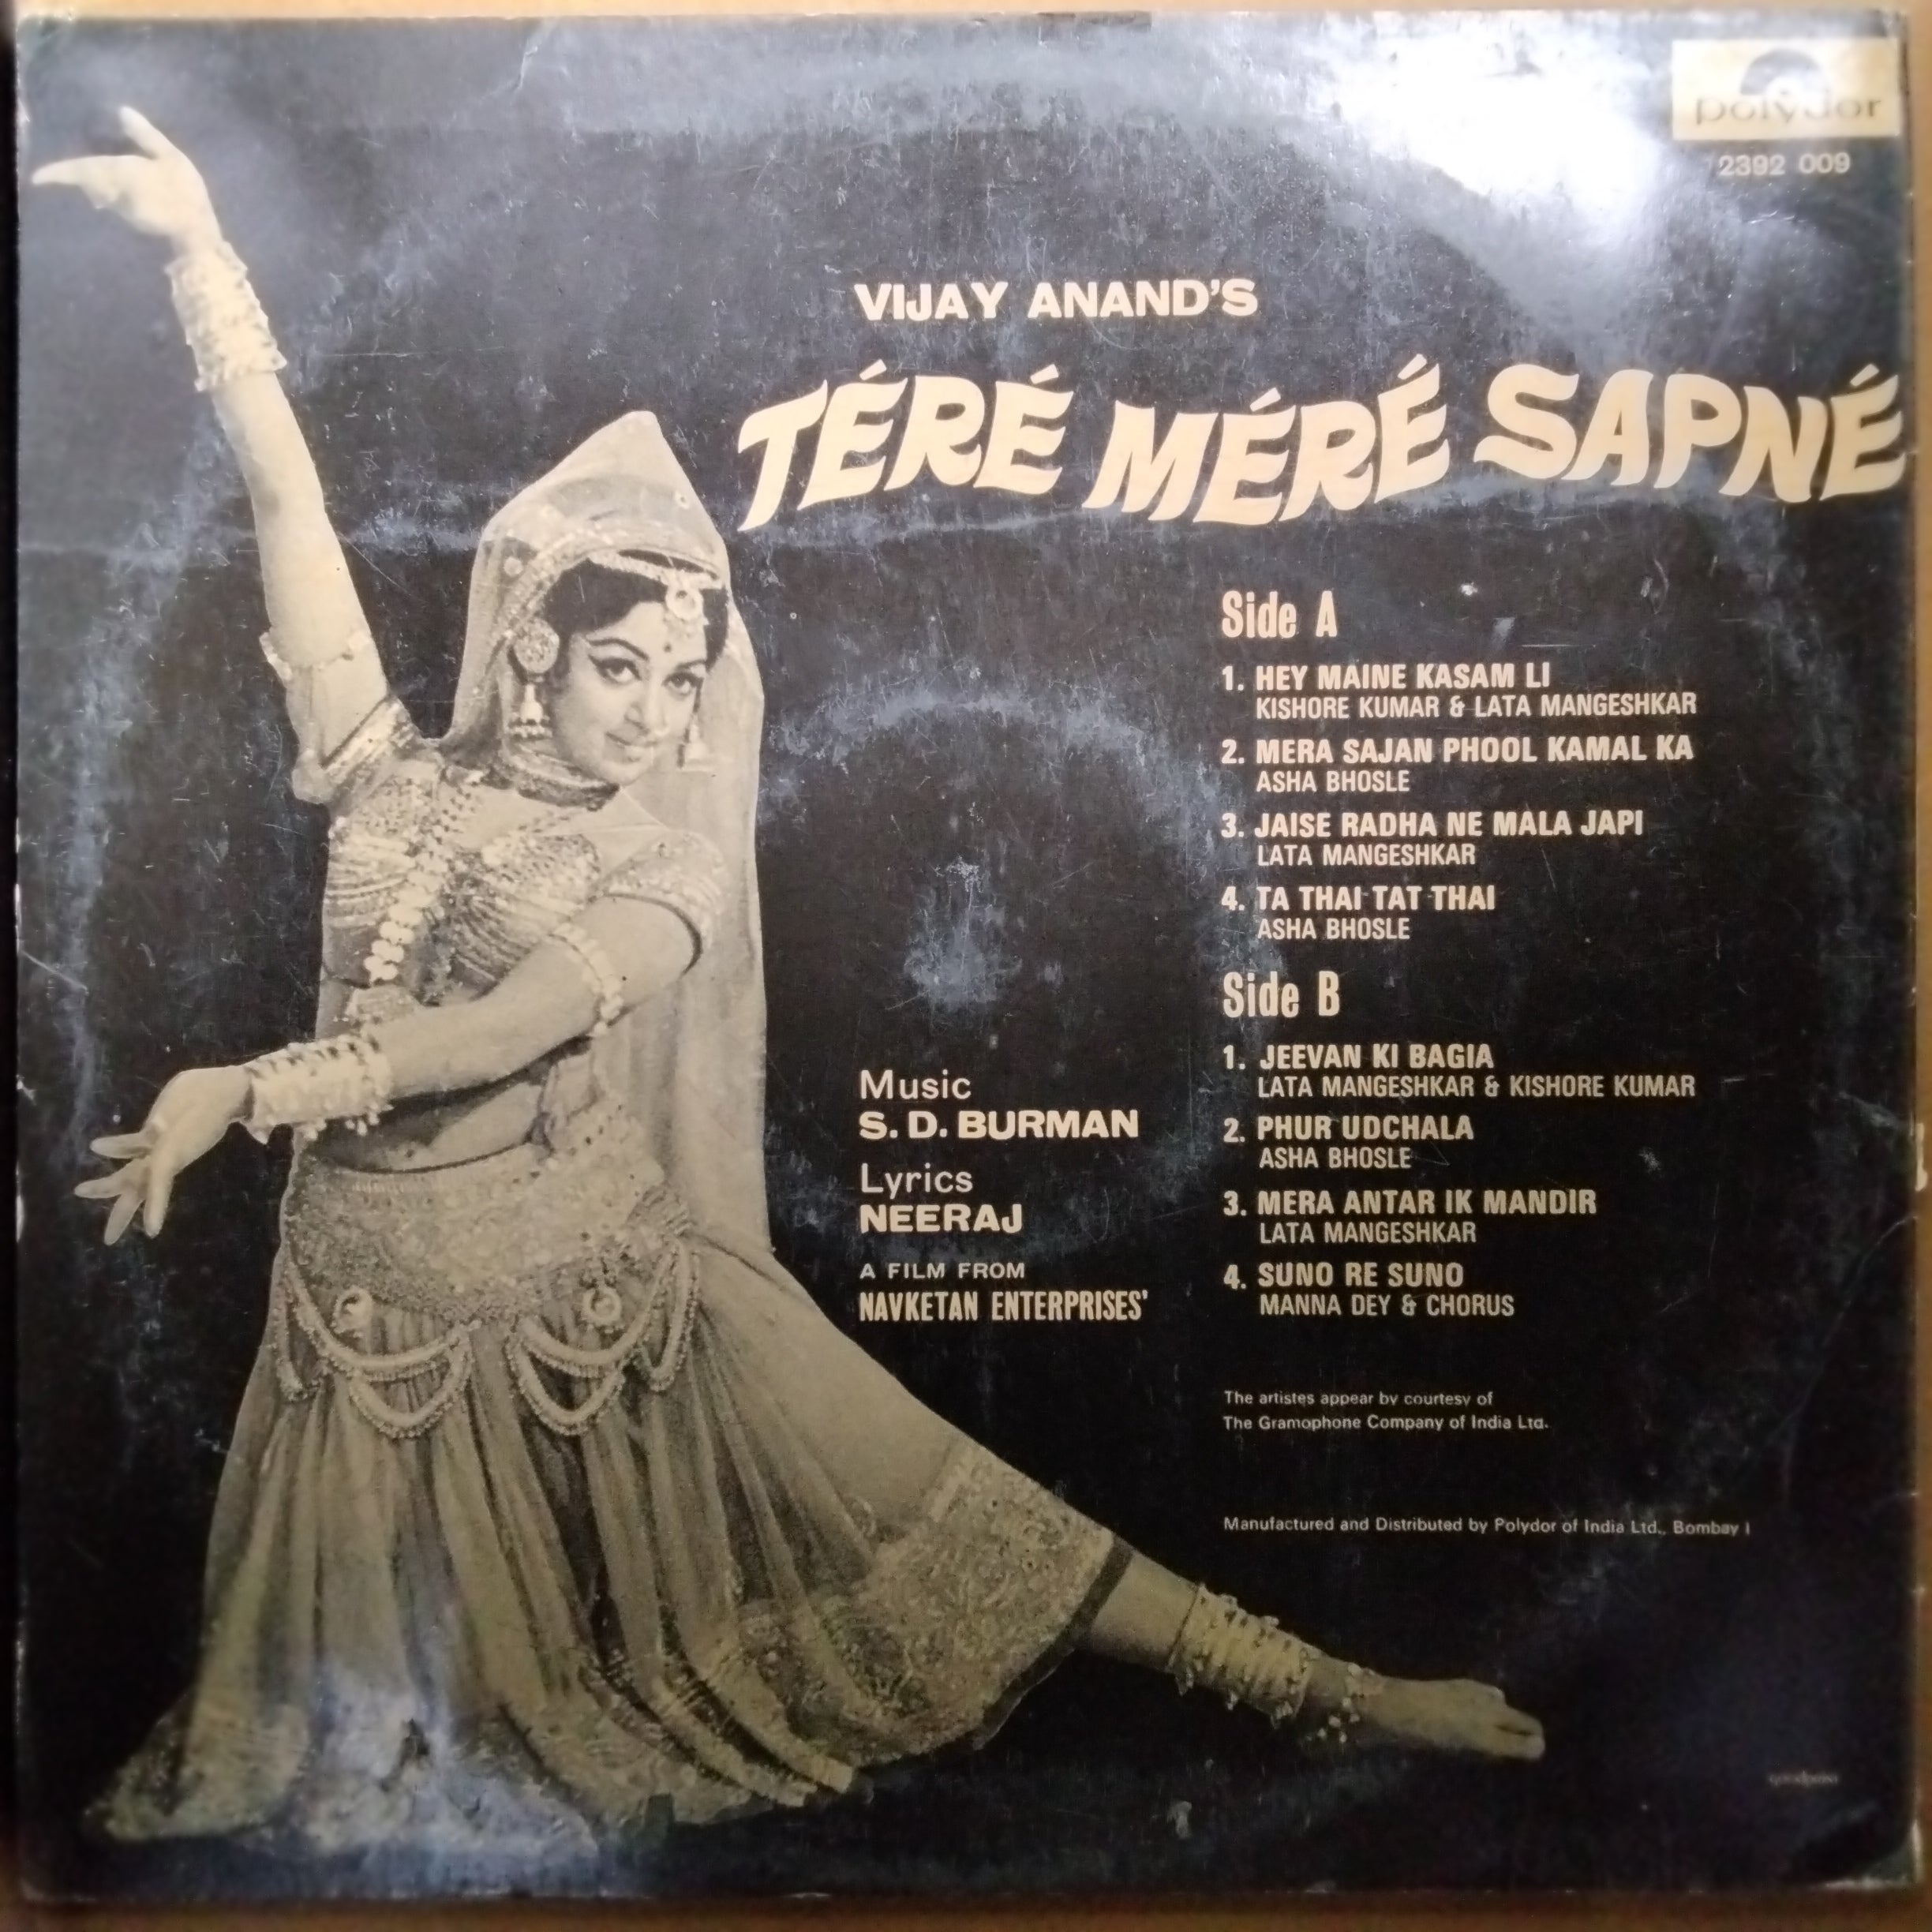 polydor
2392 009
VIJAY ANAND'S
TÉRÉ MÉRÉ SAPNÉ
Side A
1. HEY MAINE KASAM LI
KISHORE KUMAR & LATA MANGESHKAR
2. MERA SAJAN PHOOL KAMAL KA
ASHA BHOSLE
3. JAISE RADHA NE MALA JAPI
LATA MANGESHKAR
4. TA THAI TAT THAI
ASHA BHOSLE
Side B
1. JEEVAN KI BAGIA
LATA MANGESHKAR & KISHORE KUMAR
2. PHUR UDCHALA
ASHA BHOSLE
3. MERA ANTAR IK MANDIR
LATA MANGESHKAR
4. SUNO RE SUNO
MANNA DEY & CHORUS
Music
S. D. BURMAN
Lyrics
NEERAJ
A FILM FROM
NAVKETAN ENTERPRISES'
The artistes appear by courtesy of
The Gramophone Company of India Ltd.
Manufactured and Distributed by Polydor of India Ltd., Bombay 1